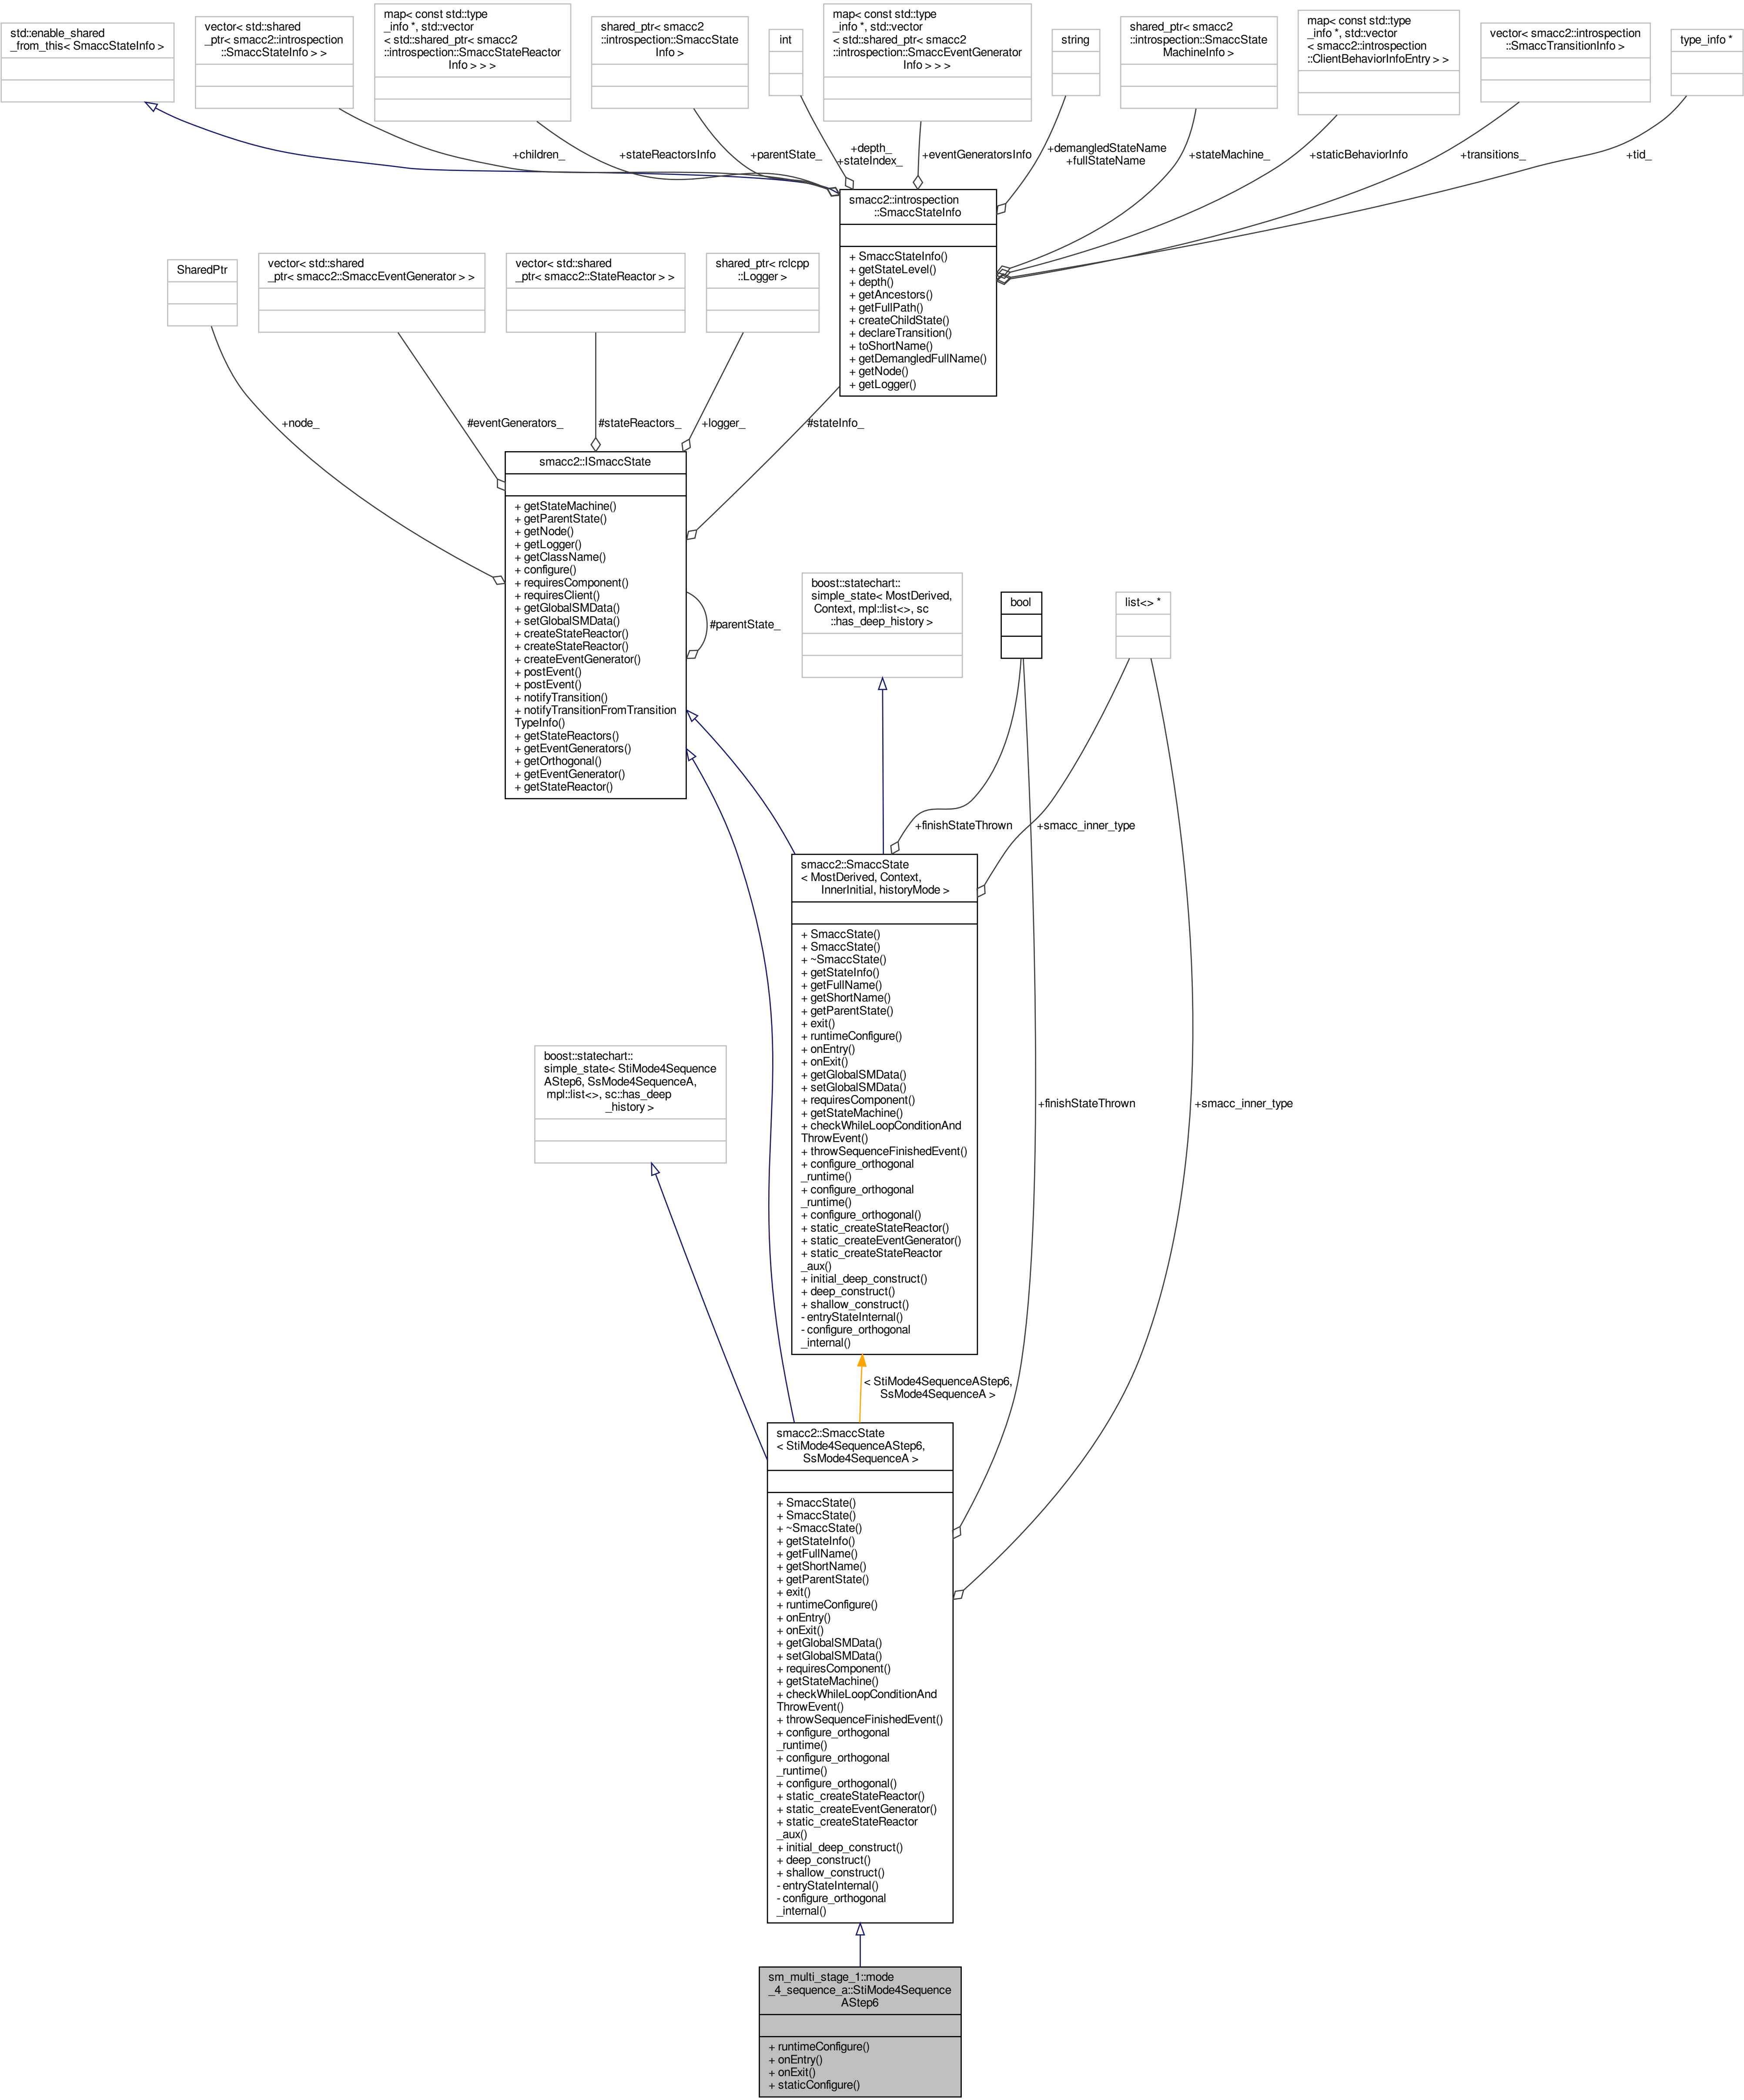 std::enable_shared
_from_this< SmaccStateInfo >
vector< std::shared
_ptr< smacc2::introspection
::SmaccStateInfo > >
map< const std::type
_info *, std::vector
< std::shared_ptr< smacc2
::introspection::SmaccStateReactor
Info > > >
shared_ptr< smacc2
::introspection::SmaccState
Info >
int
map< const std::type
_info *, std::vector
< std::shared_ptr< smacc2
::introspection::SmaccEventGenerator
Info > > >
string
shared_ptr< smacc2
::introspection::SmaccState
MachineInfo >
map< const std::type
_info *, std::vector
< smacc2::introspection
::ClientBehaviorInfoEntry > >
vector< smacc2::introspection
::SmaccTransitionInfo >
type_info *
+children_
+stateReactorsInfo
+parentState_
+depth_
+stateIndex_
+eventGeneratorsInfo
+demangledStateName
+fullStateName
+stateMachine_
+staticBehaviorInfo
+transitions_
+tid_
smacc2::introspection
::SmaccStateInfo
+ SmaccStateInfo()
+ getStateLevel()
+ depth()
+ getAncestors()
+ getFullPath()
+ createChildState()
+ declareTransition()
+ toShortName()
+ getDemangledFullName()
+ getNode()
+ getLogger()
SharedPtr
vector< std::shared
_ptr< smacc2::SmaccEventGenerator > >
vector< std::shared
_ptr< smacc2::StateReactor > >
shared_ptr< rclcpp
::Logger >
+node_
#eventGenerators_
#stateReactors_
+logger_
#stateInfo_
smacc2::ISmaccState
+ getStateMachine()
+ getParentState()
+ getNode()
+ getLogger()
+ getClassName()
+ configure()
+ requiresComponent()
+ requiresClient()
+ getGlobalSMData()
+ setGlobalSMData()
+ createStateReactor()
+ createStateReactor()
+ createEventGenerator()
+ postEvent()
+ postEvent()
+ notifyTransition()
+ notifyTransitionFromTransition
TypeInfo()
+ getStateReactors()
+ getEventGenerators()
+ getOrthogonal()
+ getEventGenerator()
+ getStateReactor()
#parentState_
boost::statechart::
simple_state< MostDerived,
Context, mpl::list<>, sc
::has_deep_history >
bool
list<> *
+finishStateThrown
+smacc_inner_type
smacc2::SmaccState
< MostDerived, Context,
InnerInitial, historyMode >
+ SmaccState()
+ SmaccState()
+ ~SmaccState()
+ getStateInfo()
+ getFullName()
+ getShortName()
+ getParentState()
+ exit()
+ runtimeConfigure()
+ onEntry()
+ onExit()
+ getGlobalSMData()
+ setGlobalSMData()
+ requiresComponent()
+ getStateMachine()
+ checkWhileLoopConditionAnd
ThrowEvent()
+ throwSequenceFinishedEvent()
+ configure_orthogonal
_runtime()
+ configure_orthogonal
_runtime()
+ configure_orthogonal()
+ static_createStateReactor()
+ static_createEventGenerator()
+ static_createStateReactor
_aux()
+ initial_deep_construct()
+ deep_construct()
+ shallow_construct()
- entryStateInternal()
- configure_orthogonal
_internal()
boost::statechart::
simple_state< StiMode4Sequence
AStep6, SsMode4SequenceA,
mpl::list<>, sc::has_deep
_history >
+finishStateThrown
+smacc_inner_type
< StiMode4SequenceAStep6,
SsMode4SequenceA >
smacc2::SmaccState
< StiMode4SequenceAStep6,
SsMode4SequenceA >
+ SmaccState()
+ SmaccState()
+ ~SmaccState()
+ getStateInfo()
+ getFullName()
+ getShortName()
+ getParentState()
+ exit()
+ runtimeConfigure()
+ onEntry()
+ onExit()
+ getGlobalSMData()
+ setGlobalSMData()
+ requiresComponent()
+ getStateMachine()
+ checkWhileLoopConditionAnd
ThrowEvent()
+ throwSequenceFinishedEvent()
+ configure_orthogonal
_runtime()
+ configure_orthogonal
_runtime()
+ configure_orthogonal()
+ static_createStateReactor()
+ static_createEventGenerator()
+ static_createStateReactor
_aux()
+ initial_deep_construct()
+ deep_construct()
+ shallow_construct()
- entryStateInternal()
- configure_orthogonal
_internal()
sm_multi_stage_1::mode
_4_sequence_a::StiMode4Sequence
AStep6
+ runtimeConfigure()
+ onEntry()
+ onExit()
+ staticConfigure()